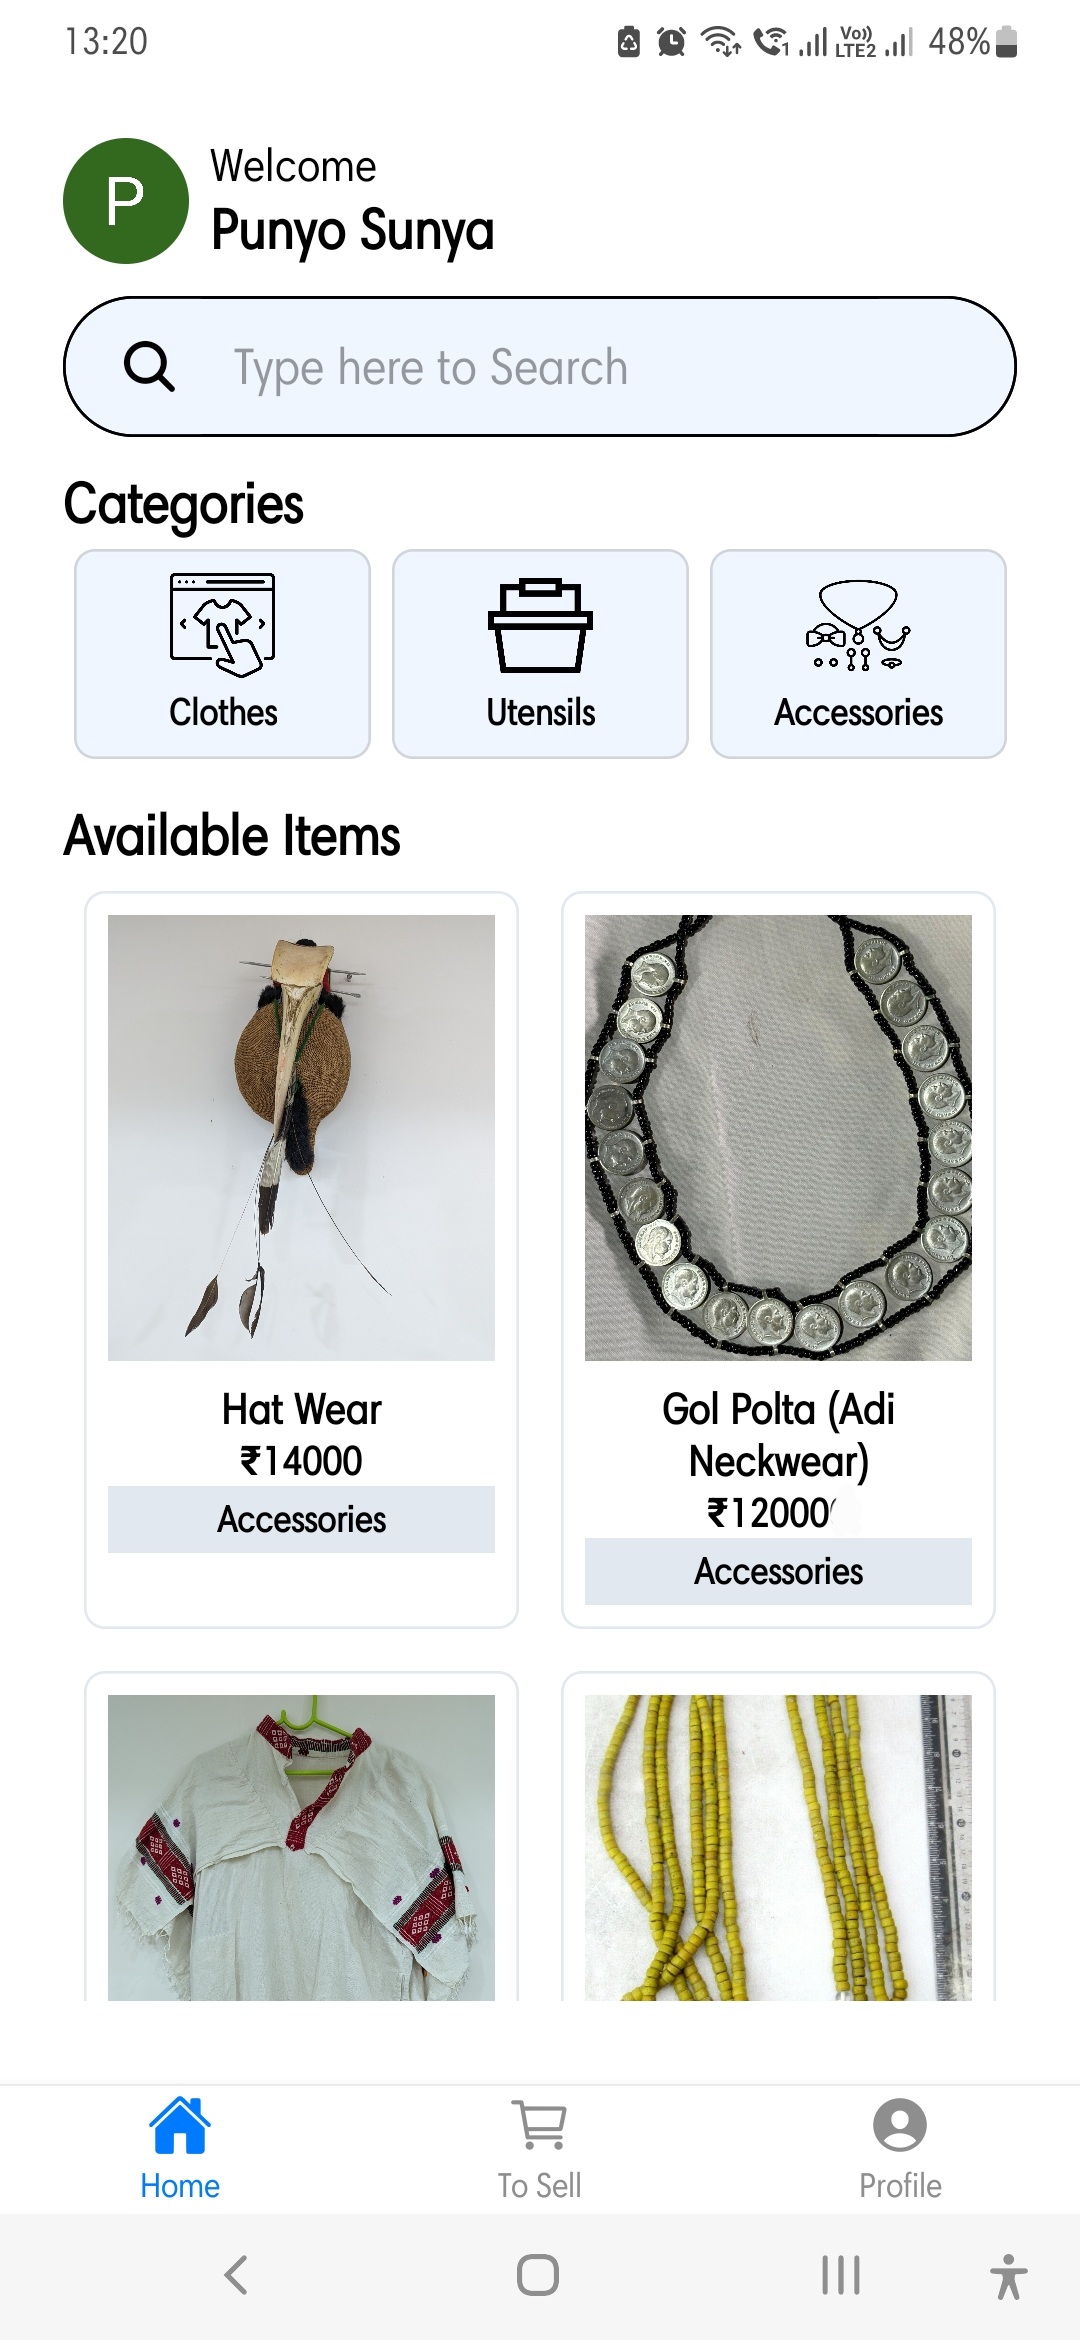 13:20
Vo))
LTE2
1
48%
P
Welcome
Punyo Sunya
Type here to Search
Categories
Clothes
Utensils
Accessories
Available Items
Hat Wear
₹14000
Accessories
Gol Polta (Adi
Neckwear)
₹12000
Accessories
Home
To Sell
Profile